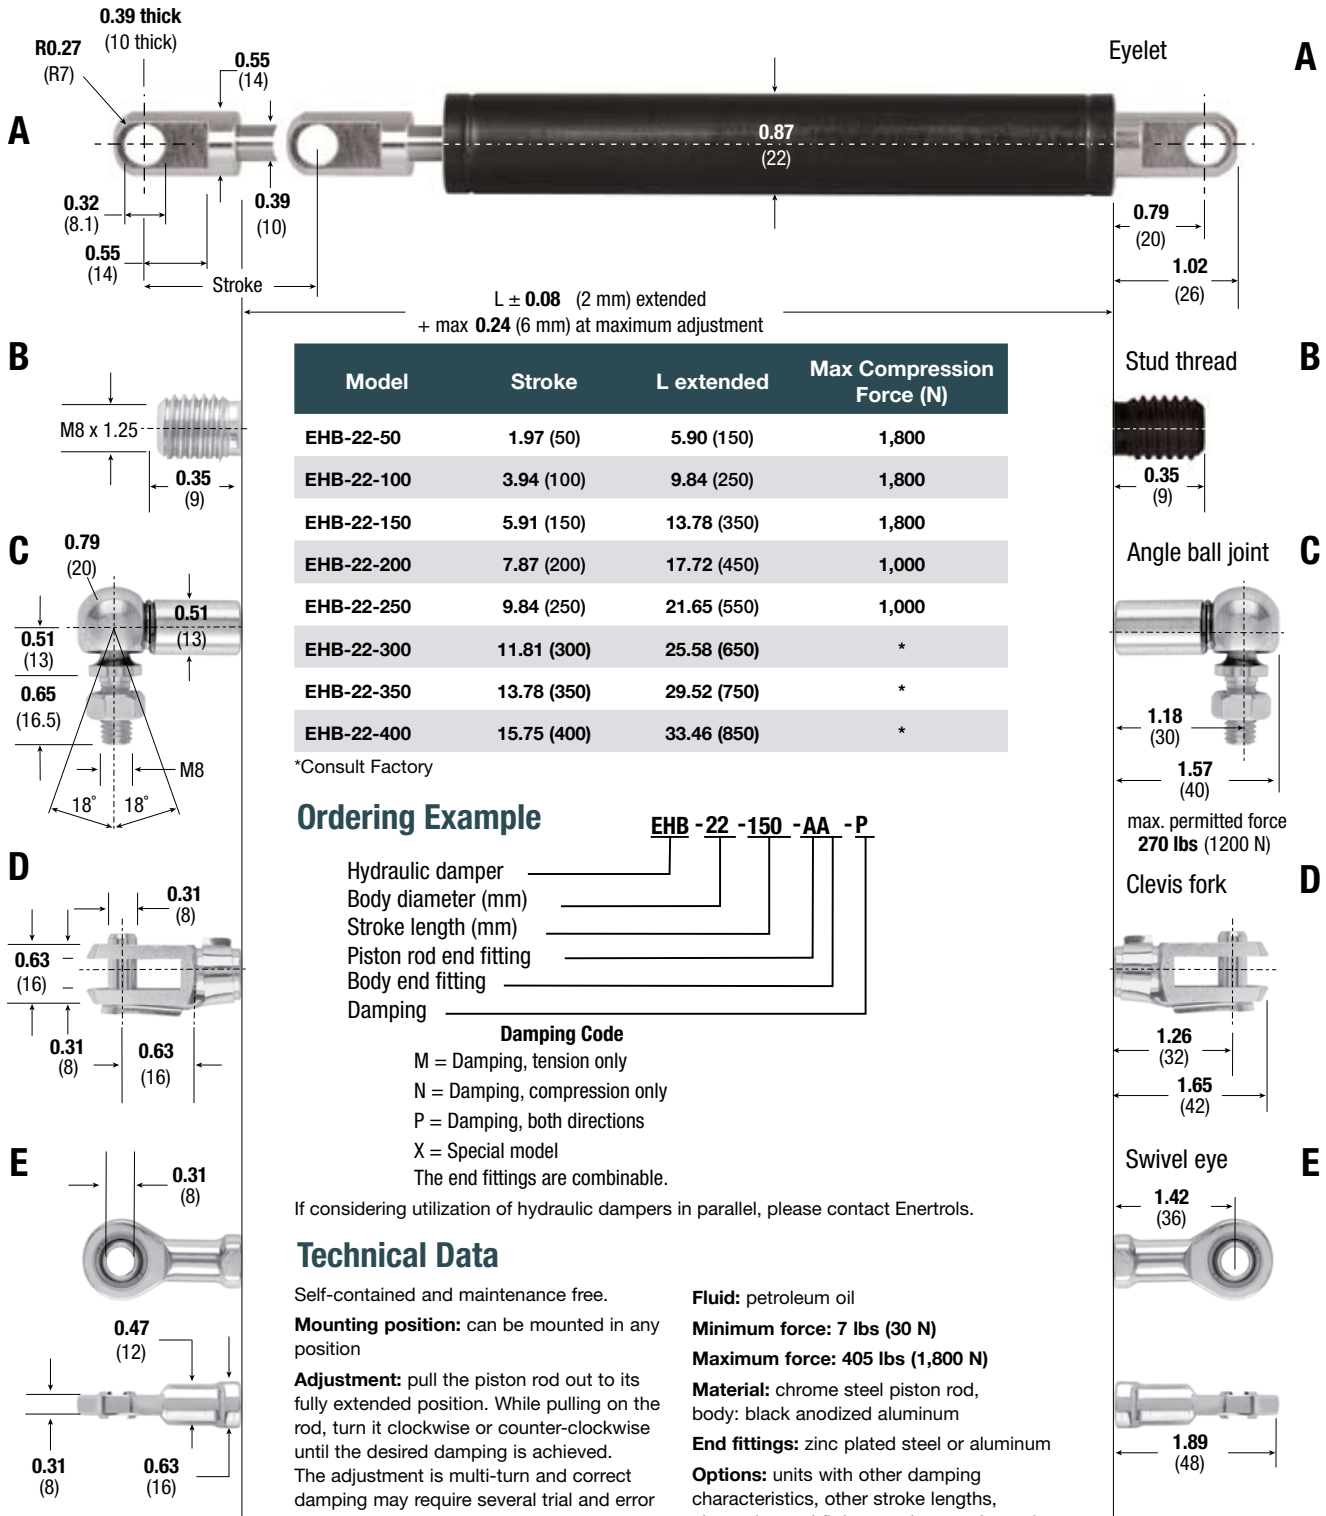 0.39 thick
(10 thick)
R0.27
(R7)
0.55
(14)
Eyelet
A
A
0.87
(22)
0.32
(8.1)
0.39
(10)
0.55
(14)
Stroke
0.79
(20)
1.02
(26)
L ± 0.08 (2 mm) extended
+ max 0.24 (6 mm) at maximum adjustment
B
M8 x 1.25
0.35
(9)
Stud thread
B
0.35
(9)
Model Stroke L extended Max Compression Force (N)
EHB-22-50 1.97 (50) 5.90 (150) 1,800
EHB-22-100 3.94 (100) 9.84 (250) 1,800
EHB-22-150 5.91 (150) 13.78 (350) 1,800
EHB-22-200 7.87 (200) 17.72 (450) 1,000
EHB-22-250 9.84 (250) 21.65 (550) 1,000
EHB-22-300 11.81 (300) 25.58 (650) *
EHB-22-350 13.78 (350) 29.52 (750) *
EHB-22-400 15.75 (400) 33.46 (850) *
*Consult Factory
C
0.79
(20)
0.51
(13)
0.51
(13)
0.65
(16.5)
M8
18° 18°
Angle ball joint
C
1.18
(30)
1.57
(40)
max. permitted force
270 lbs (1200 N)
Ordering Example
EHB -22 -150 -AA -P
Hydraulic damper
Body diameter (mm)
Stroke length (mm)
Piston rod end fitting
Body end fitting
Damping
Damping Code
M = Damping, tension only
N = Damping, compression only
P = Damping, both directions
X = Special model
The end fittings are combinable.
D
0.31
(8)
0.63
(16)
0.31
(8)
0.63
(16)
Clevis fork
D
1.26
(32)
1.65
(42)
If considering utilization of hydraulic dampers in parallel, please contact Enertrols.
E
0.31
(8)
0.47
(12)
0.31
(8)
0.63
(16)
Swivel eye
E
1.42
(36)
1.89
(48)
Technical Data
Self-contained and maintenance free.
Mounting position: can be mounted in any
position
Adjustment: pull the piston rod out to its
fully extended position. While pulling on the
rod, turn it clockwise or counter-clockwise
until the desired damping is achieved.
The adjustment is multi-turn and correct
damping may require several trial and error
Fluid: petroleum oil
Minimum force: 7 lbs (30 N)
Maximum force: 405 lbs (1,800 N)
Material: chrome steel piston rod,
body: black anodized aluminum
End fittings: zinc plated steel or aluminum
Options: units with other damping
characteristics, other stroke lengths,